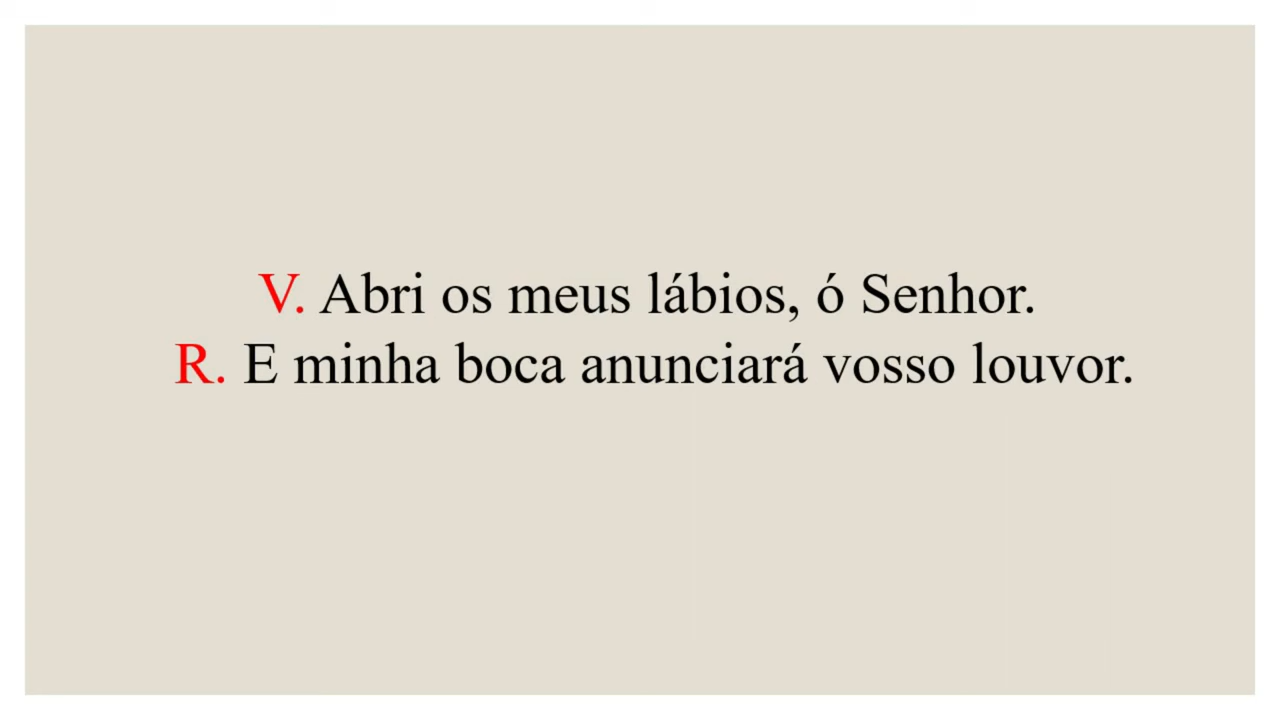 V. Abri os meus lábios, ó Senhor.
R. E minha boca anunciará vosso louvor.